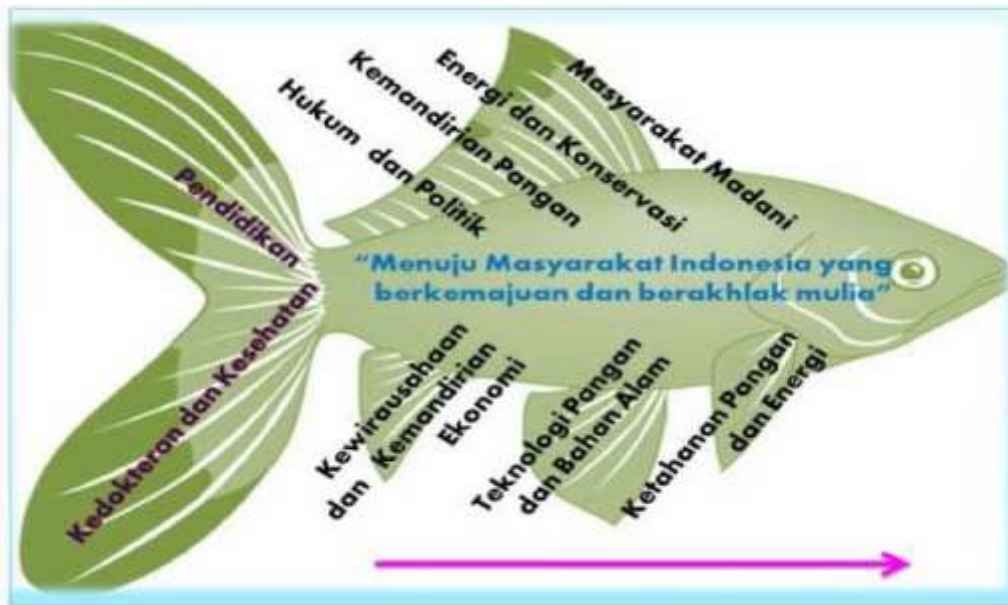 Masyarakat Madani
Energi dan Konservasi
Kemandirian Pangan
Hukum dan Politik
Pendidikan
"Menuju Masyarakat Indonesia yang
berkemajuan dan berakhlak mulia"
Kedokteran dan Kesehatan
Kewirausahaan
dan Kemandirian
Ekonomi
Teknologi Pangan
dan Bahan Alam
Ketahanan Pangan
dan Energi